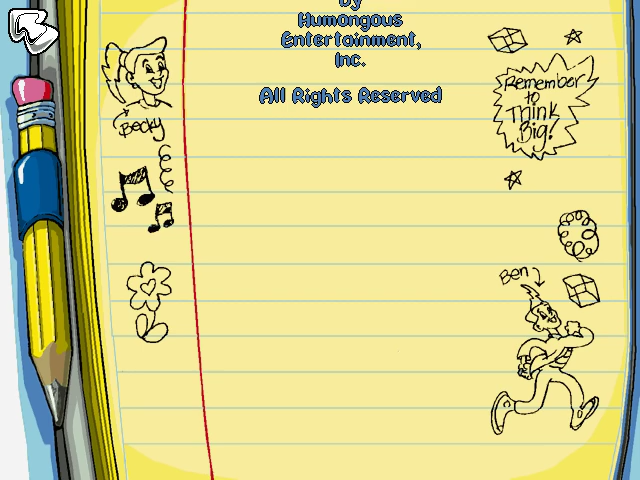 by
Humongous
Entertainment,
Inc.
All Rights Reserved
Becky
Remember
to
Think
Big!
Ben